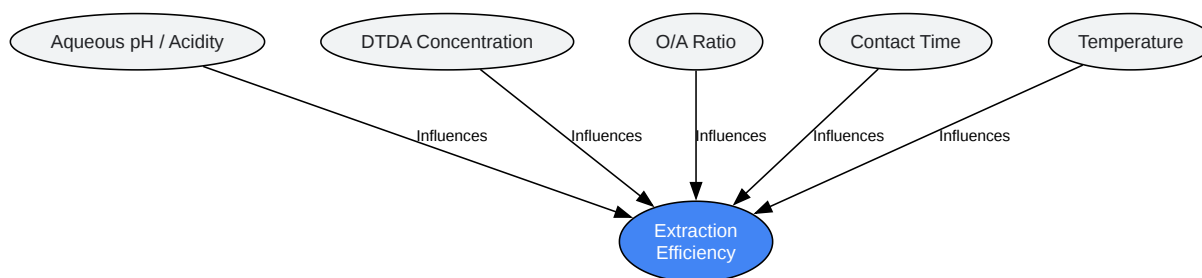 Aqueous pH / Acidity
DTDA Concentration
O/A Ratio
Contact Time
Temperature
Influences
Influences
Influences
Influences
Influences
Extraction
Efficiency